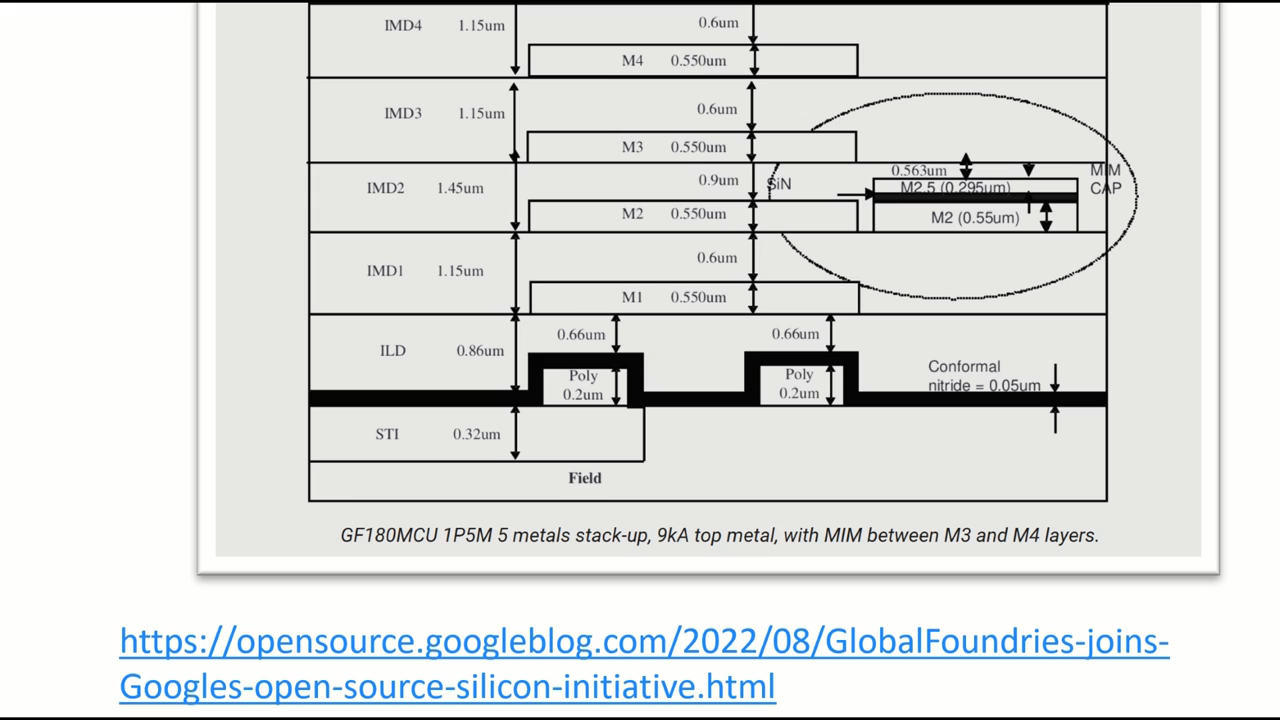 IMD4 1.15um 0.6um
M4 0.550um
IMD3 1.15um 0.6um
M3 0.550um
0.563um MIM
IMD2 1.45um 0.9um SiN M2.5 (0.295um) CAP
M2 0.550um M2 (0.55um)
IMD1 1.15um 0.6um
M1 0.550um
0.66um 0.66um
ILD 0.86um
Conformal
nitride = 0.05um
Poly Poly
0.2um 0.2um
STI 0.32um
Field
GF180MCU 1P5M 5 metals stack-up, 9kA top metal, with MIM between M3 and M4 layers.
https://opensource.googleblog.com/2022/08/GlobalFoundries-joins-
Googles-open-source-silicon-initiative.html